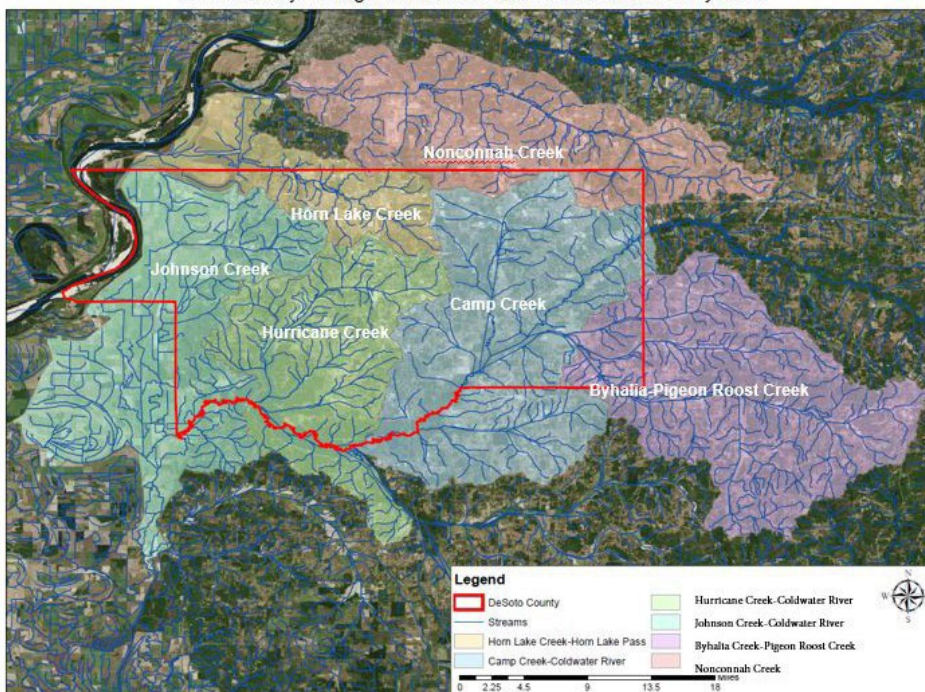 Nonconnah Creek
Horn Lake Creek
Johnson Creek
Camp Creek
Hurricane Creek
Byhalia-Pigeon Roost Creek
Legend
DeSoto County
Streams
Horn Lake Creek-Horn Lake Pass
Camp Creek-Coldwater River
Hurricane Creek-Coldwater River
Johnson Creek-Coldwater River
Byhalia Creek-Pigeon Roost Creek
Nonconnah Creek
N
W
E
S
Miles
0 2.25 4.5 9 13.5 18